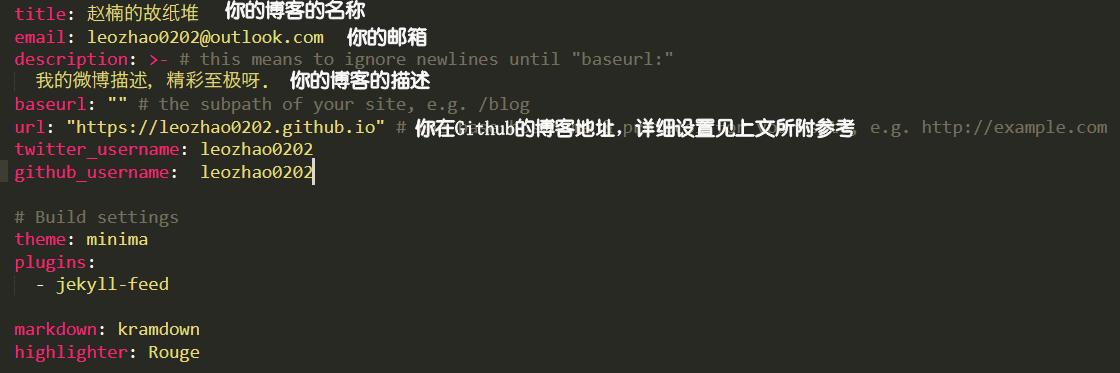 title: 赵楠的故纸堆 你的博客的名称
email: leozhao0202@outlook.com 你的邮箱
description: >- # this means to ignore newlines until "baseurl:"
我的微博描述，精彩至极呀. 你的博客的描述
baseurl: "" # the subpath of your site, e.g. /blog
url: "https://leozhao0202.github.io" # 你在Github的博客地址，详细设置见上文所附参考, e.g. http://example.com
twitter_username: leozhao0202
github_username: leozhao0202
# Build settings
theme: minima
plugins:
- jekyll-feed
markdown: kramdown
highlighter: Rouge